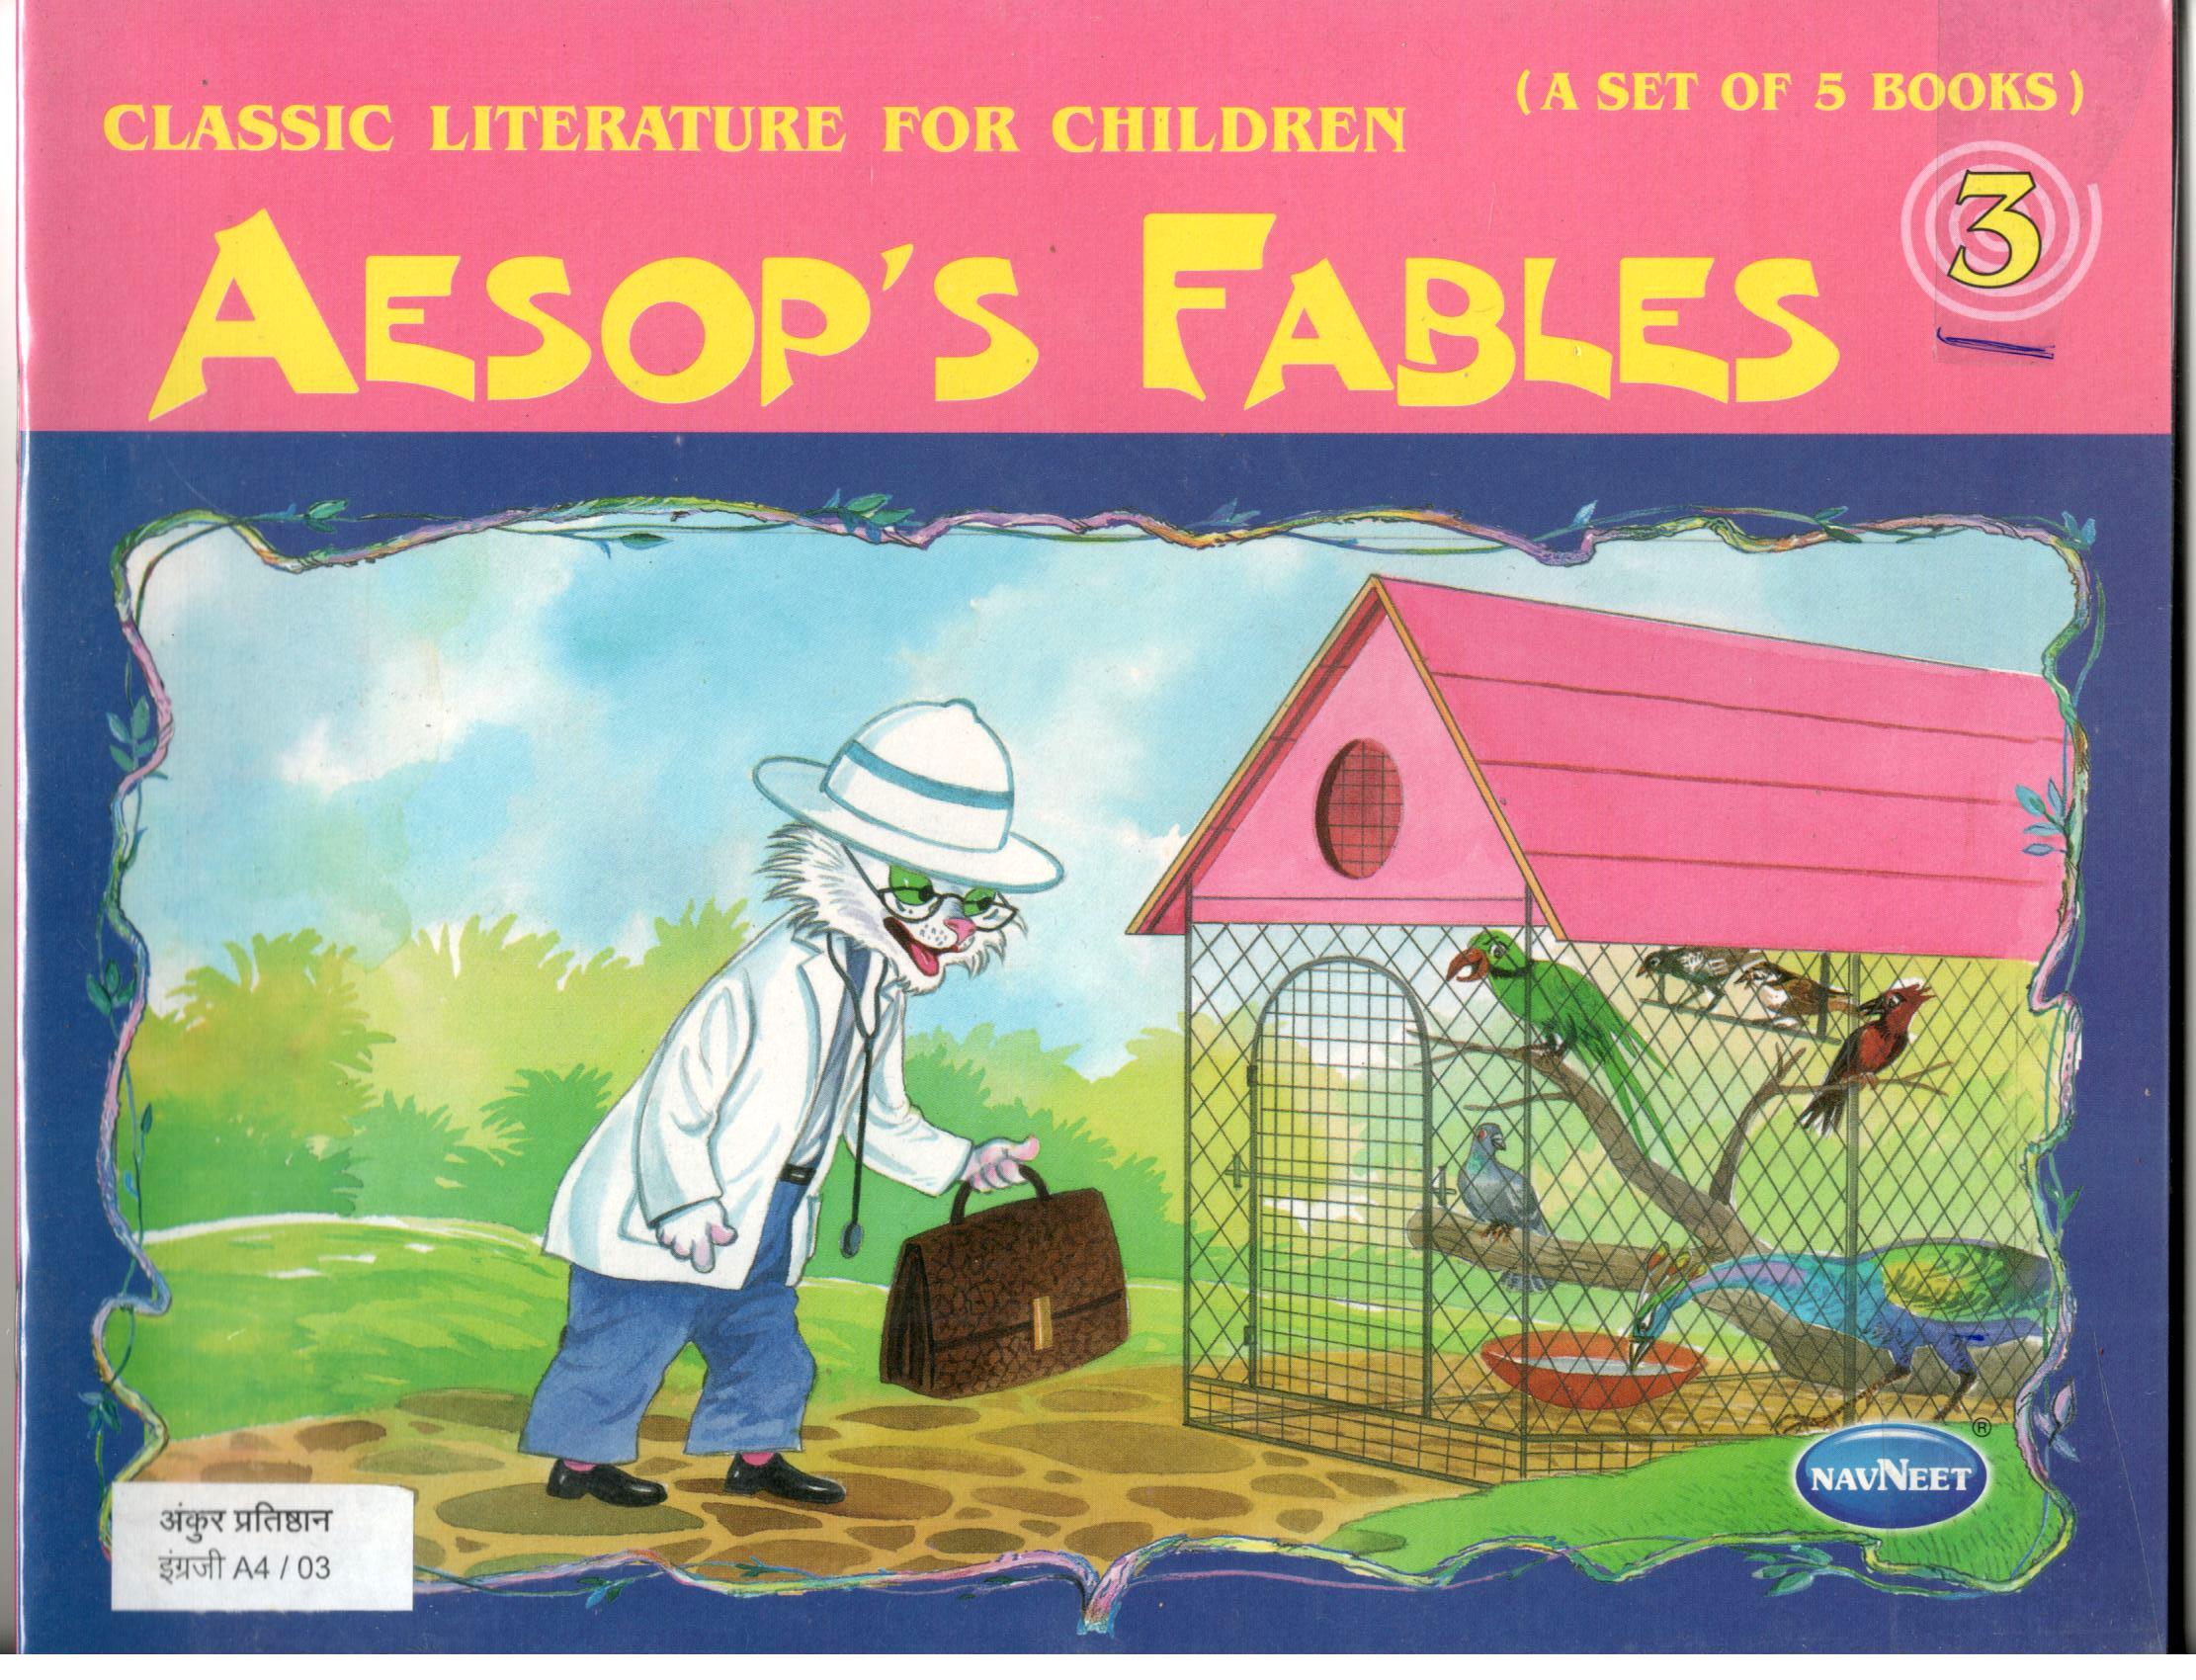 (A SET OF 5 BOOKS)
CLASSIC LITERATURE FOR CHILDREN
3
AESOP'S FABLES
NAVNEET ®
अंकुर प्रतिष्ठान
इंग्रजी A4 / 03